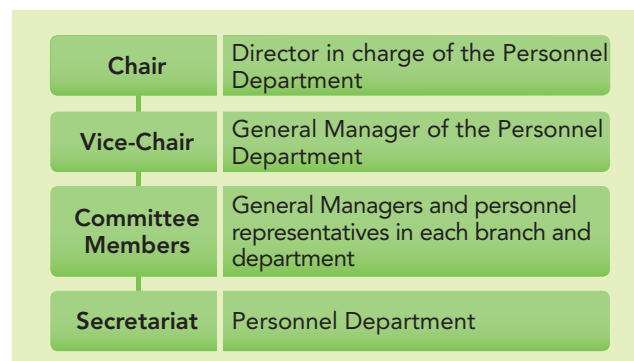 Chair
Director in charge of the Personnel
Department
Vice-Chair
General Manager of the Personnel
Department
Committee
Members
General Managers and personnel
representatives in each branch and
department
Secretariat
Personnel Department